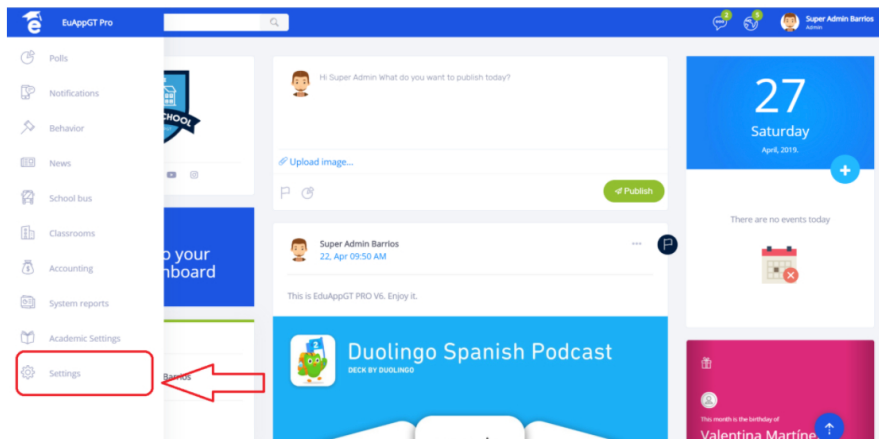 EuAppGT Pro
2
5
Super Admin Barrios
Admin
Polls
Notifications
Behavior
News
School bus
Classrooms
Accounting
System reports
Academic Settings
Settings
Hi Super Admin What do you want to publish today?
Upload image...
Publish
Super Admin Barrios
22, Apr 09:50 AM
This is EduAppGT PRO V6. Enjoy it.
2
Duolingo Spanish Podcast
DECK BY DUOLINGO
your
Barrios
27
Saturday
April, 2019.
There are no events today
This month is the birthday of
Valentina